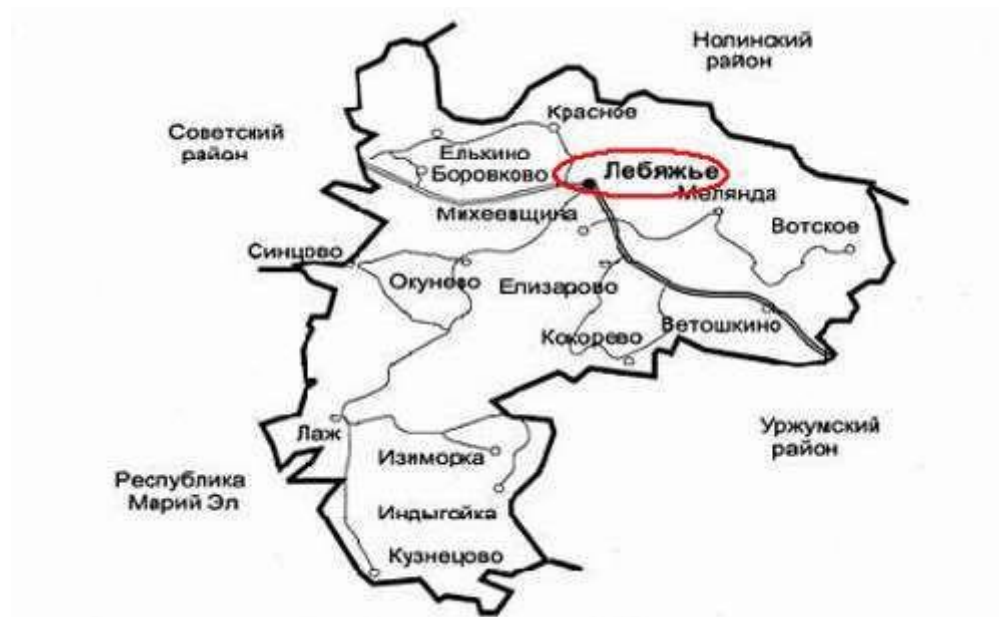 Нолинский
район
Советский
район
Красное
Елькино
Боровково
Лебяжье
Мелянда
Михеевщина
Вотское
Синцово
Окунево
Елизарово
Кокорево
Ветошкино
Лаж
Уржумский
район
Изиморка
Республика
Марий Эл
Индыгойка
Кузнецово